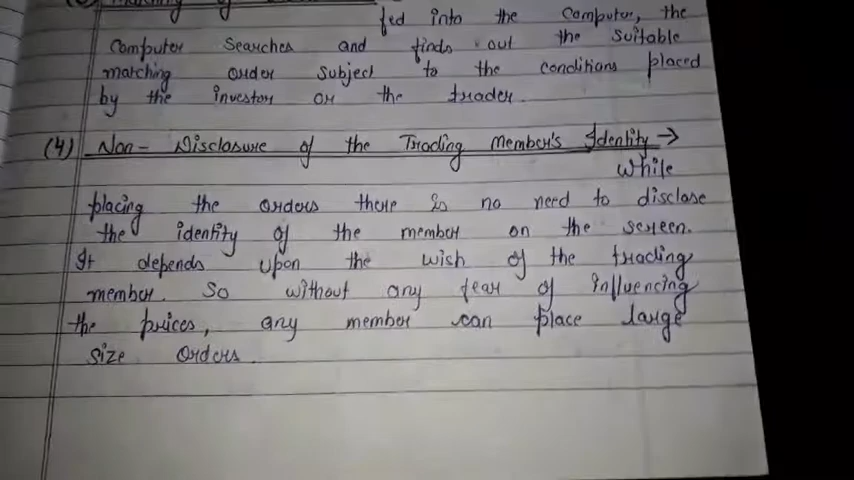 fed into the Computer, the
Computer Searches and finds out the suitable
matching order subject to the conditions placed
by the investor or the trader.
(4) Non- Disclosure of the Trading Member's Identity →
While
placing the orders there is no need to disclose
the identity of the member on the screen.
It depends upon the wish of the trading
member. So without any fear of influencing
the prices, any member can place large
size Orders.